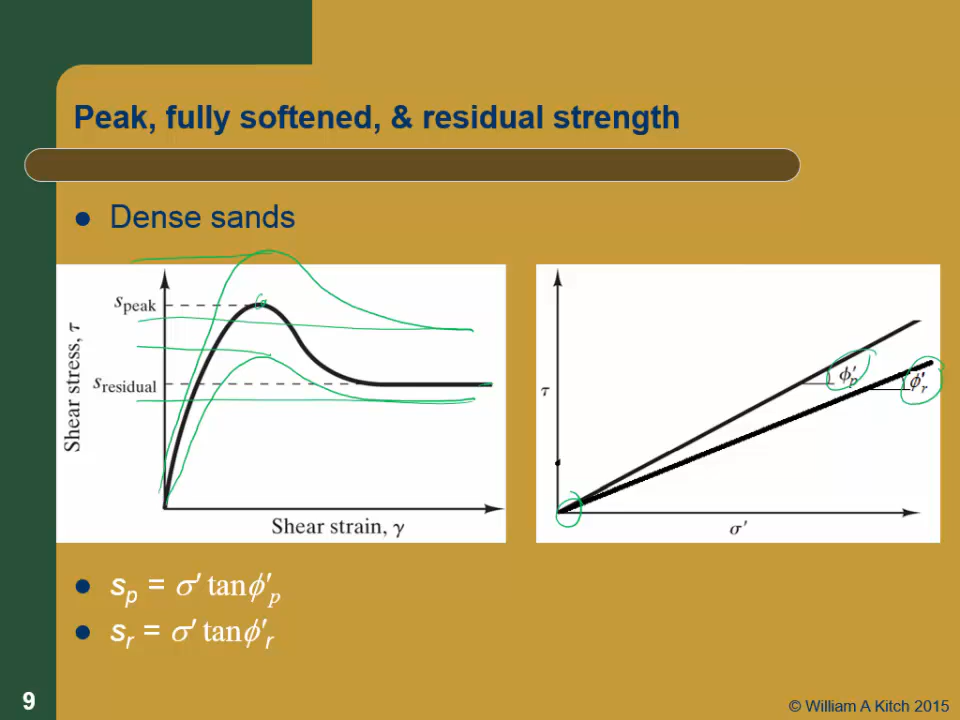 Peak, fully softened, & residual strength
● Dense sands
s_peak
s_residual
Shear stress, τ
Shear strain, γ
τ
ϕ′_p
ϕ′_r
σ′
● s_p = σ′ tanϕ′_p
● s_r = σ′ tanϕ′_r
9
© William A Kitch 2015